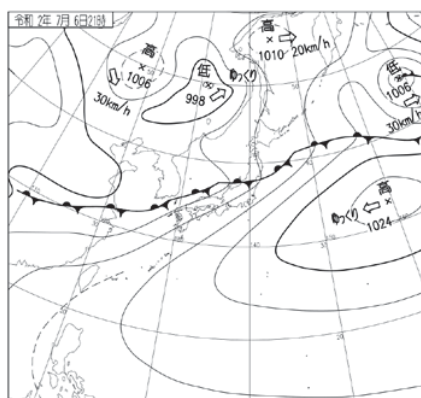 令和 2年 7月 6日21時
高
1006
30km/h
低
998
ゆっくり
高
1010 20km/h
低
1006
30km/h
高
ゆっくり
1024
140